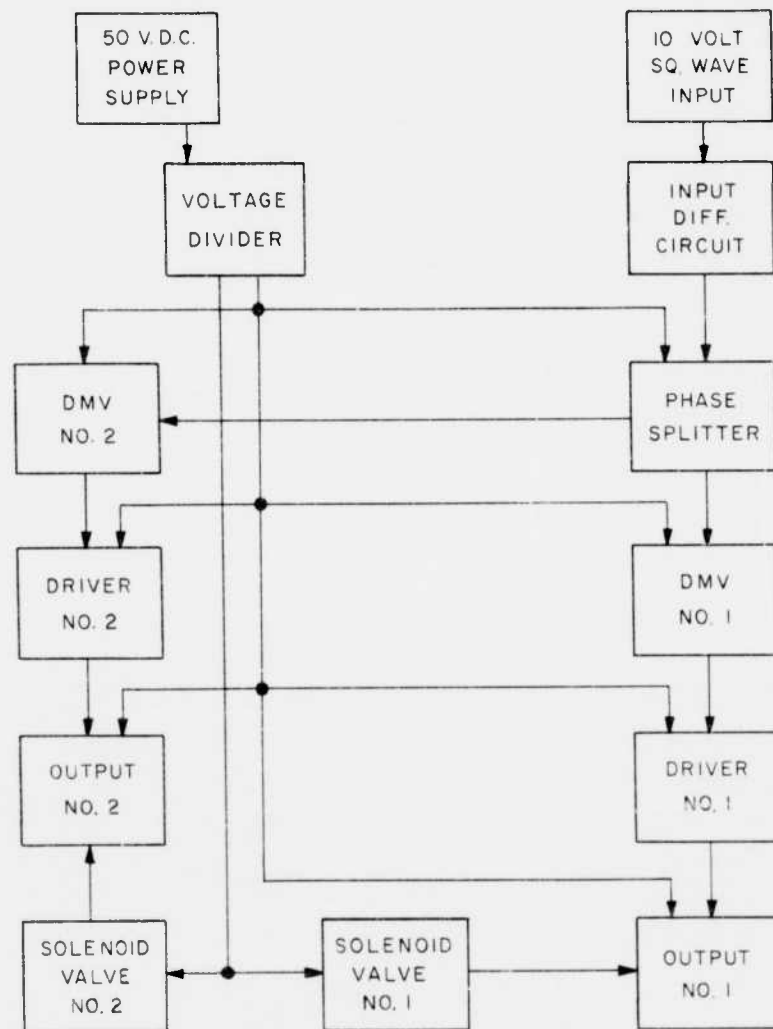 50 V. D.C.
POWER
SUPPLY
10 VOLT
SQ. WAVE
INPUT
VOLTAGE
DIVIDER
INPUT
DIFF.
CIRCUIT
DMV
NO. 2
PHASE
SPLITTER
DRIVER
NO. 2
DMV
NO. 1
OUTPUT
NO. 2
DRIVER
NO. 1
SOLENOID
VALVE
NO. 2
SOLENOID
VALVE
NO. 1
OUTPUT
NO. 1